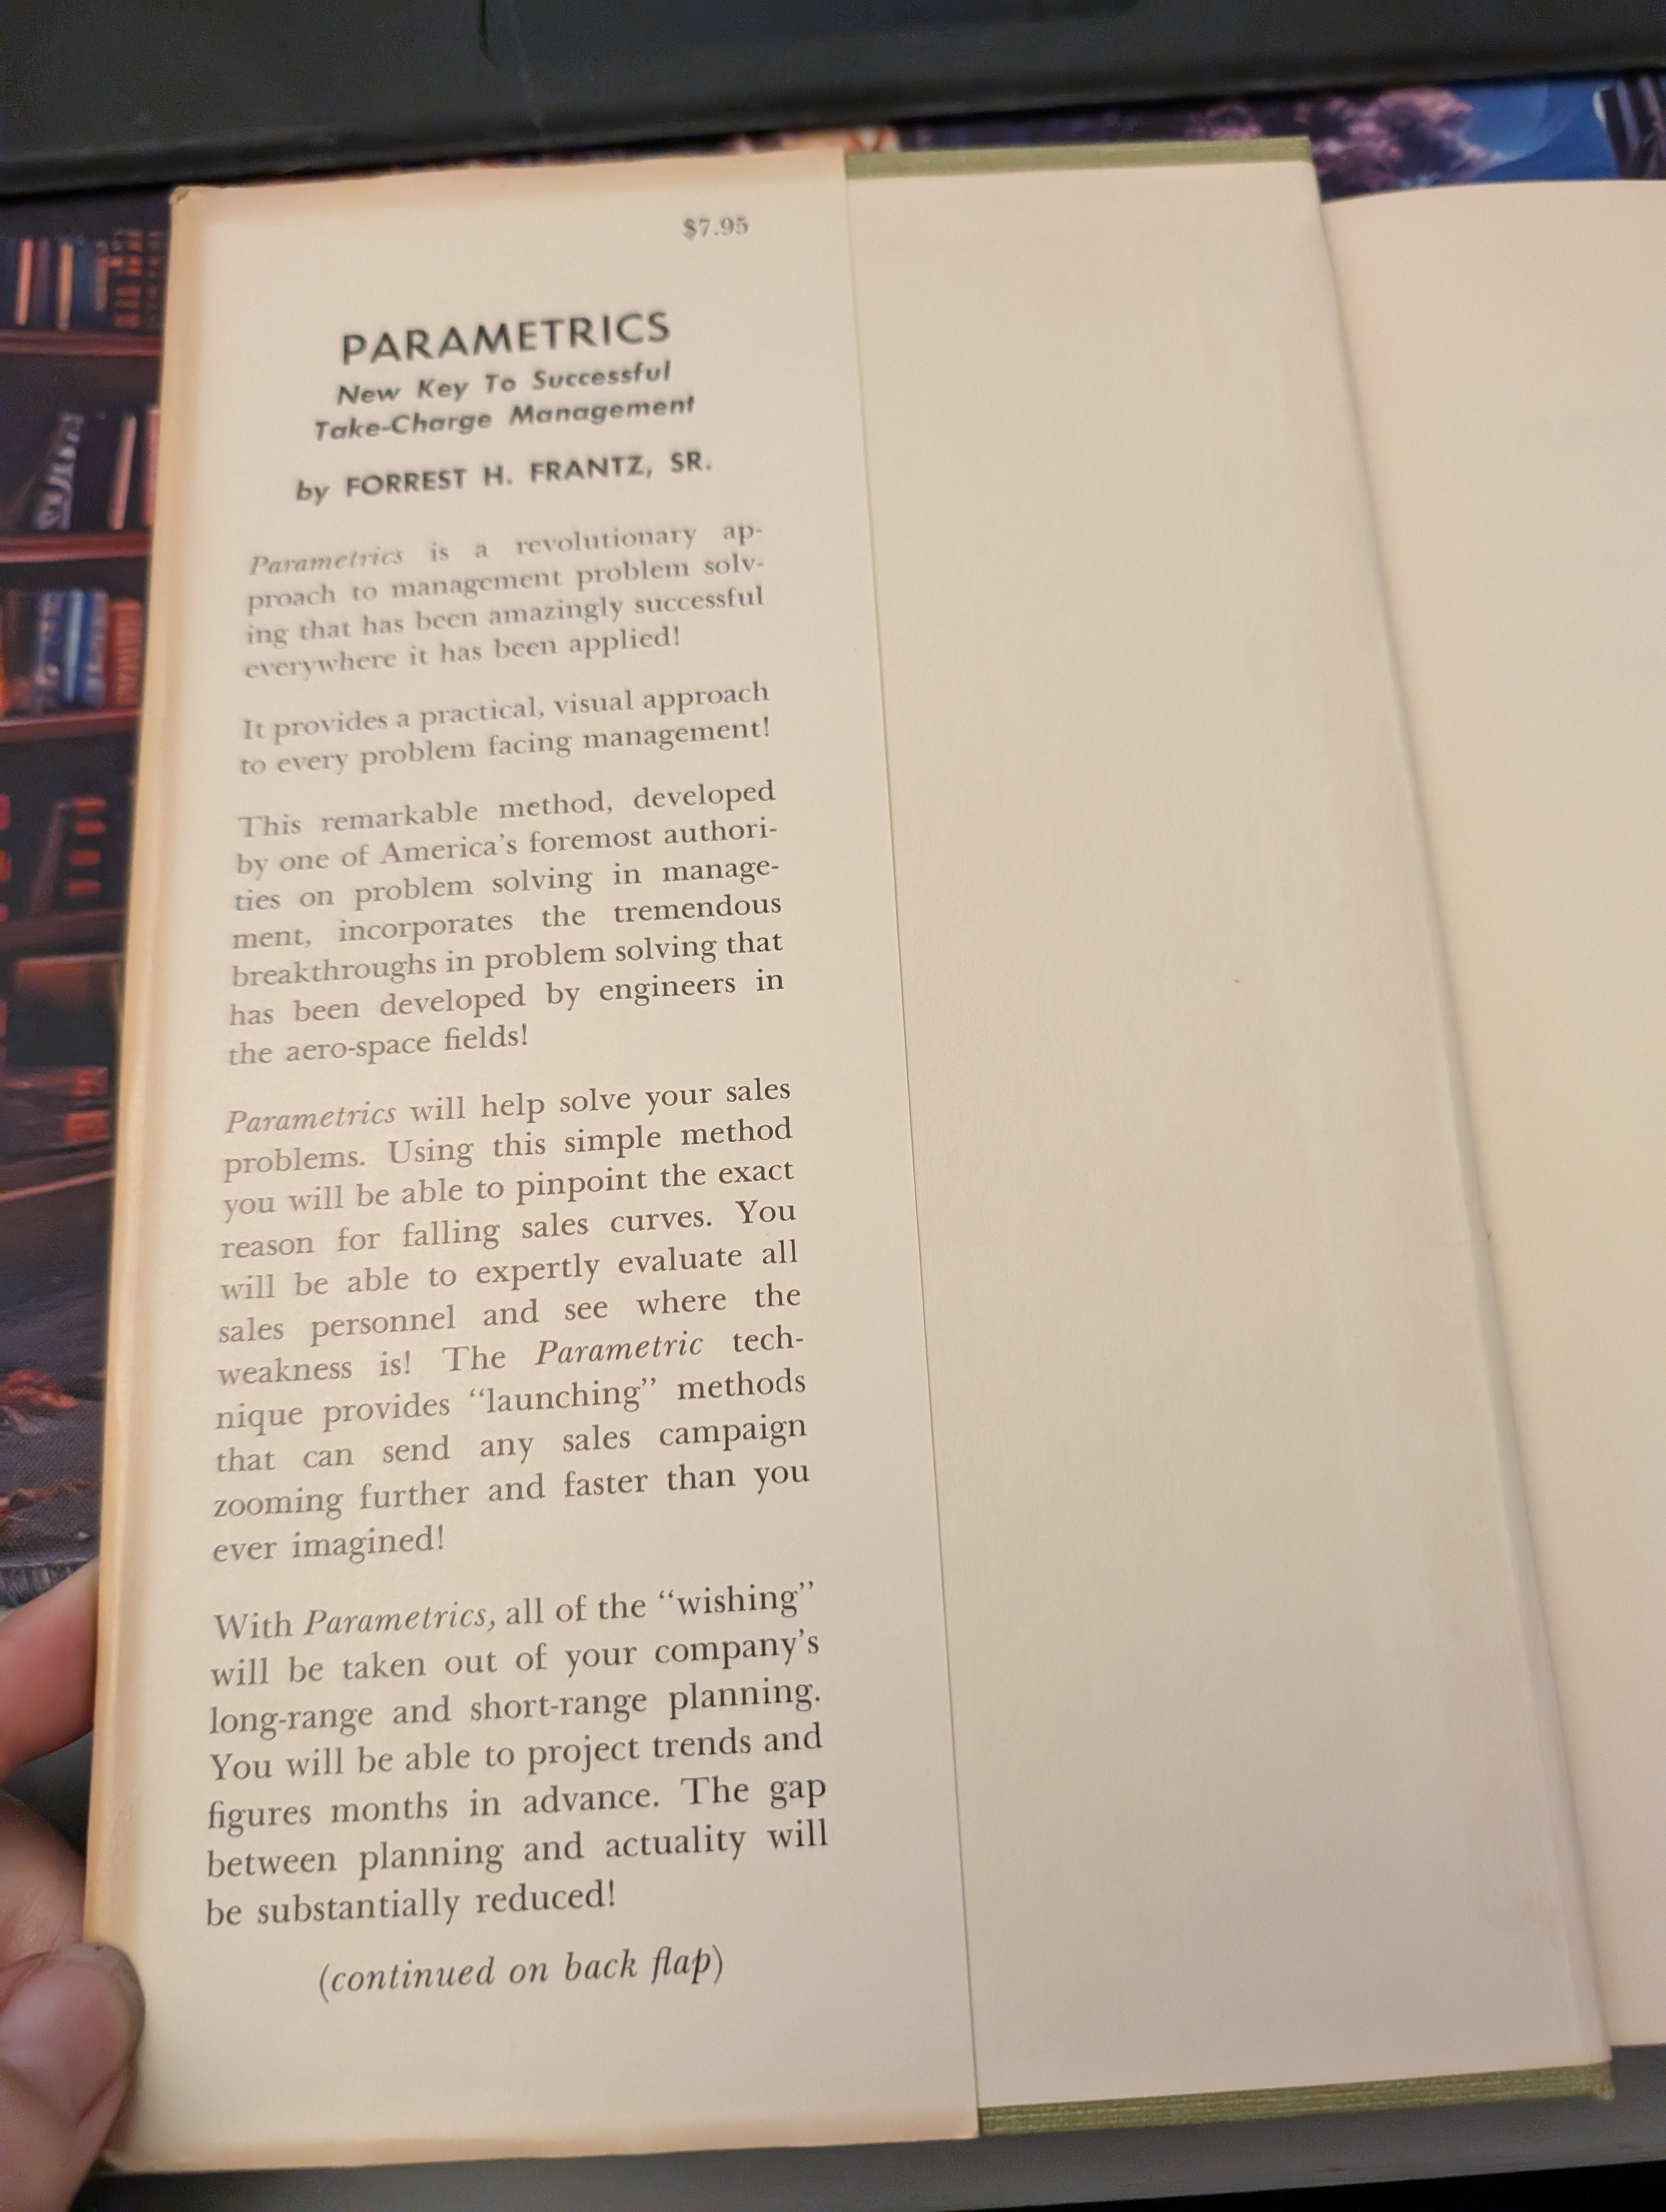 $7.95
PARAMETRICS
New Key To Successful
Take-Charge Management
by FORREST H. FRANTZ, SR.
Parametrics is a revolutionary ap-
proach to management problem solv-
ing that has been amazingly successful
everywhere it has been applied!
It provides a practical, visual approach
to every problem facing management!
This remarkable method, developed
by one of America's foremost authori-
ties on problem solving in manage-
ment, incorporates the tremendous
breakthroughs in problem solving that
has been developed by engineers in
the aero-space fields!
Parametrics will help solve your sales
problems. Using this simple method
you will be able to pinpoint the exact
reason for falling sales curves. You
will be able to expertly evaluate all
sales personnel and see where the
weakness is! The Parametric tech-
nique provides “launching” methods
that can send any sales campaign
zooming further and faster than you
ever imagined!
With Parametrics, all of the “wishing”
will be taken out of your company's
long-range and short-range planning.
You will be able to project trends and
figures months in advance. The gap
between planning and actuality will
be substantially reduced!
(continued on back flap)